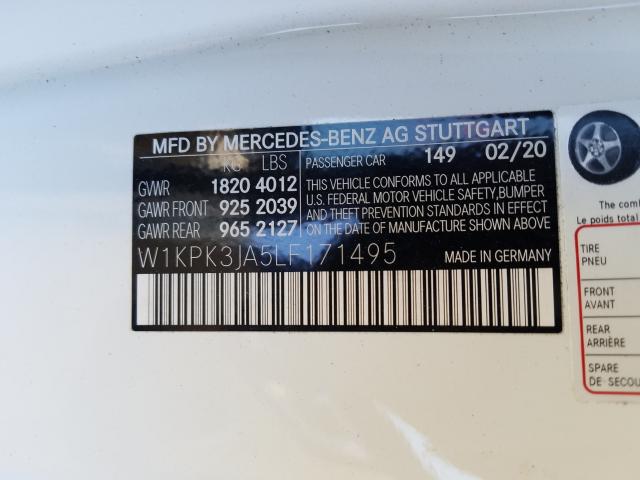 MFD BY MERCEDES-BENZ AG STUTTGART
KG LBS PASSENGER CAR 149 02/20
GVWR 1820 4012
GAWR FRONT 925 2039
GAWR REAR 965 2127
THIS VEHICLE CONFORMS TO ALL APPLICABLE
U.S. FEDERAL MOTOR VEHICLE SAFETY, BUMPER
AND THEFT PREVENTION STANDARDS IN EFFECT
ON THE DATE OF MANUFACTURE SHOWN ABOVE
W1KPK3JA5LF171495 MADE IN GERMANY
The comb
Le poids total
TIRE
PNEU
FRONT
AVANT
REAR
ARRIÈRE
SPARE
DE SECOU